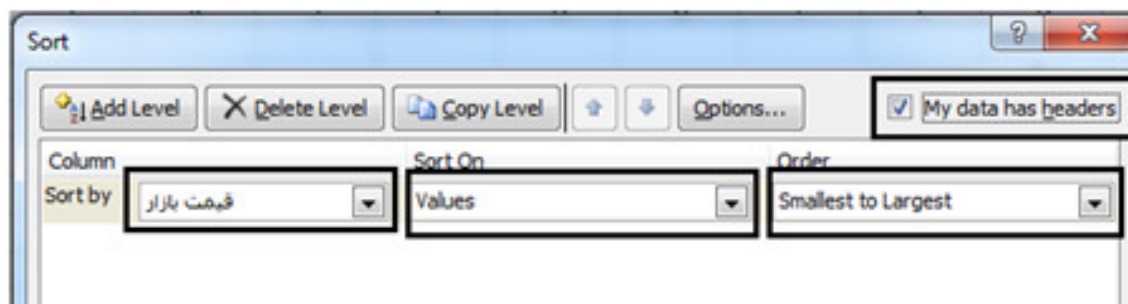 Sort
Add Level Delete Level Copy Level Options... My data has headers
Column Sort On Order
Sort by قیمت بازار Values Smallest to Largest